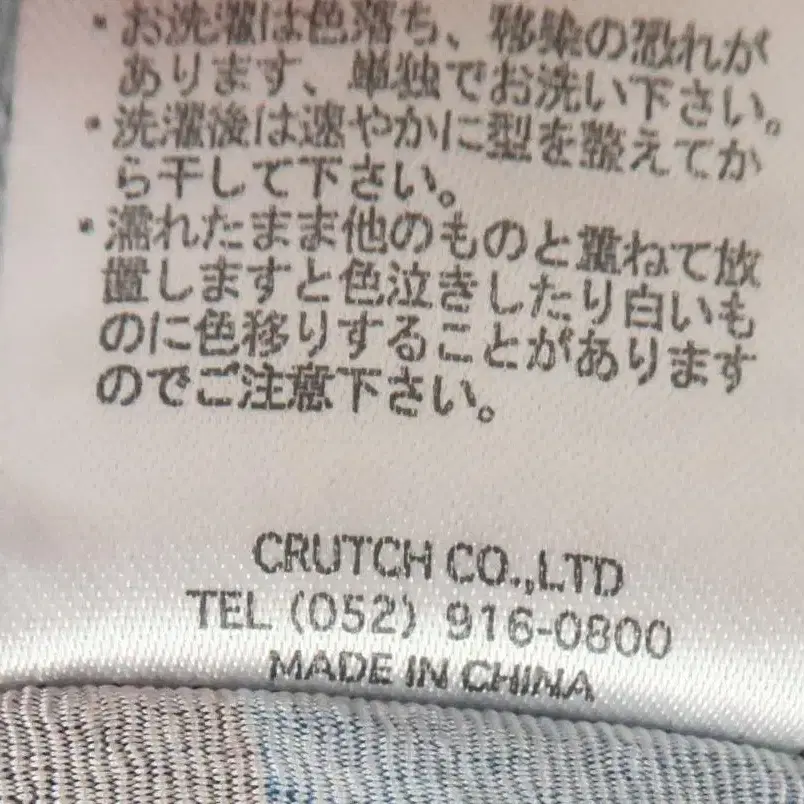 ・お洗濯は色落ち、移染の恐れが
あります、単独でお洗い下さい。
・洗濯後は速やかに型を整えてか
ら干して下さい。
・濡れたまま他のものと重ねて放
置しますと色泣きしたり白いも
のに色移りすることがあります
のでご注意下さい。
CRUTCH CO.,LTD
TEL (052) 916-0800
MADE IN CHINA